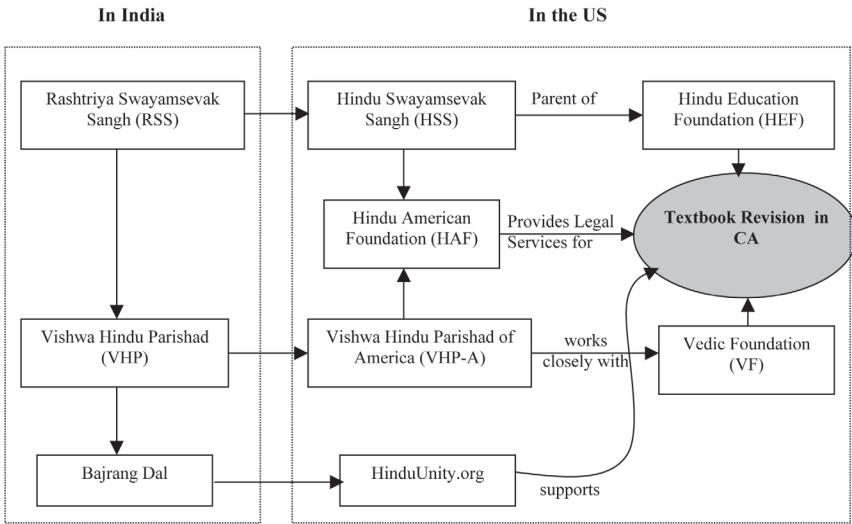 In India
In the US
Rashtriya Swayamsevak
Sangh (RSS)
Hindu Swayamsevak
Sangh (HSS)
Parent of
Hindu Education
Foundation (HEF)
Hindu American
Foundation (HAF)
Provides Legal
Services for
Textbook Revision in
CA
Vishwa Hindu Parishad
(VHP)
Vishwa Hindu Parishad of
America (VHP-A)
works
closely with
Vedic Foundation
(VF)
Bajrang Dal
HinduUnity.org
supports